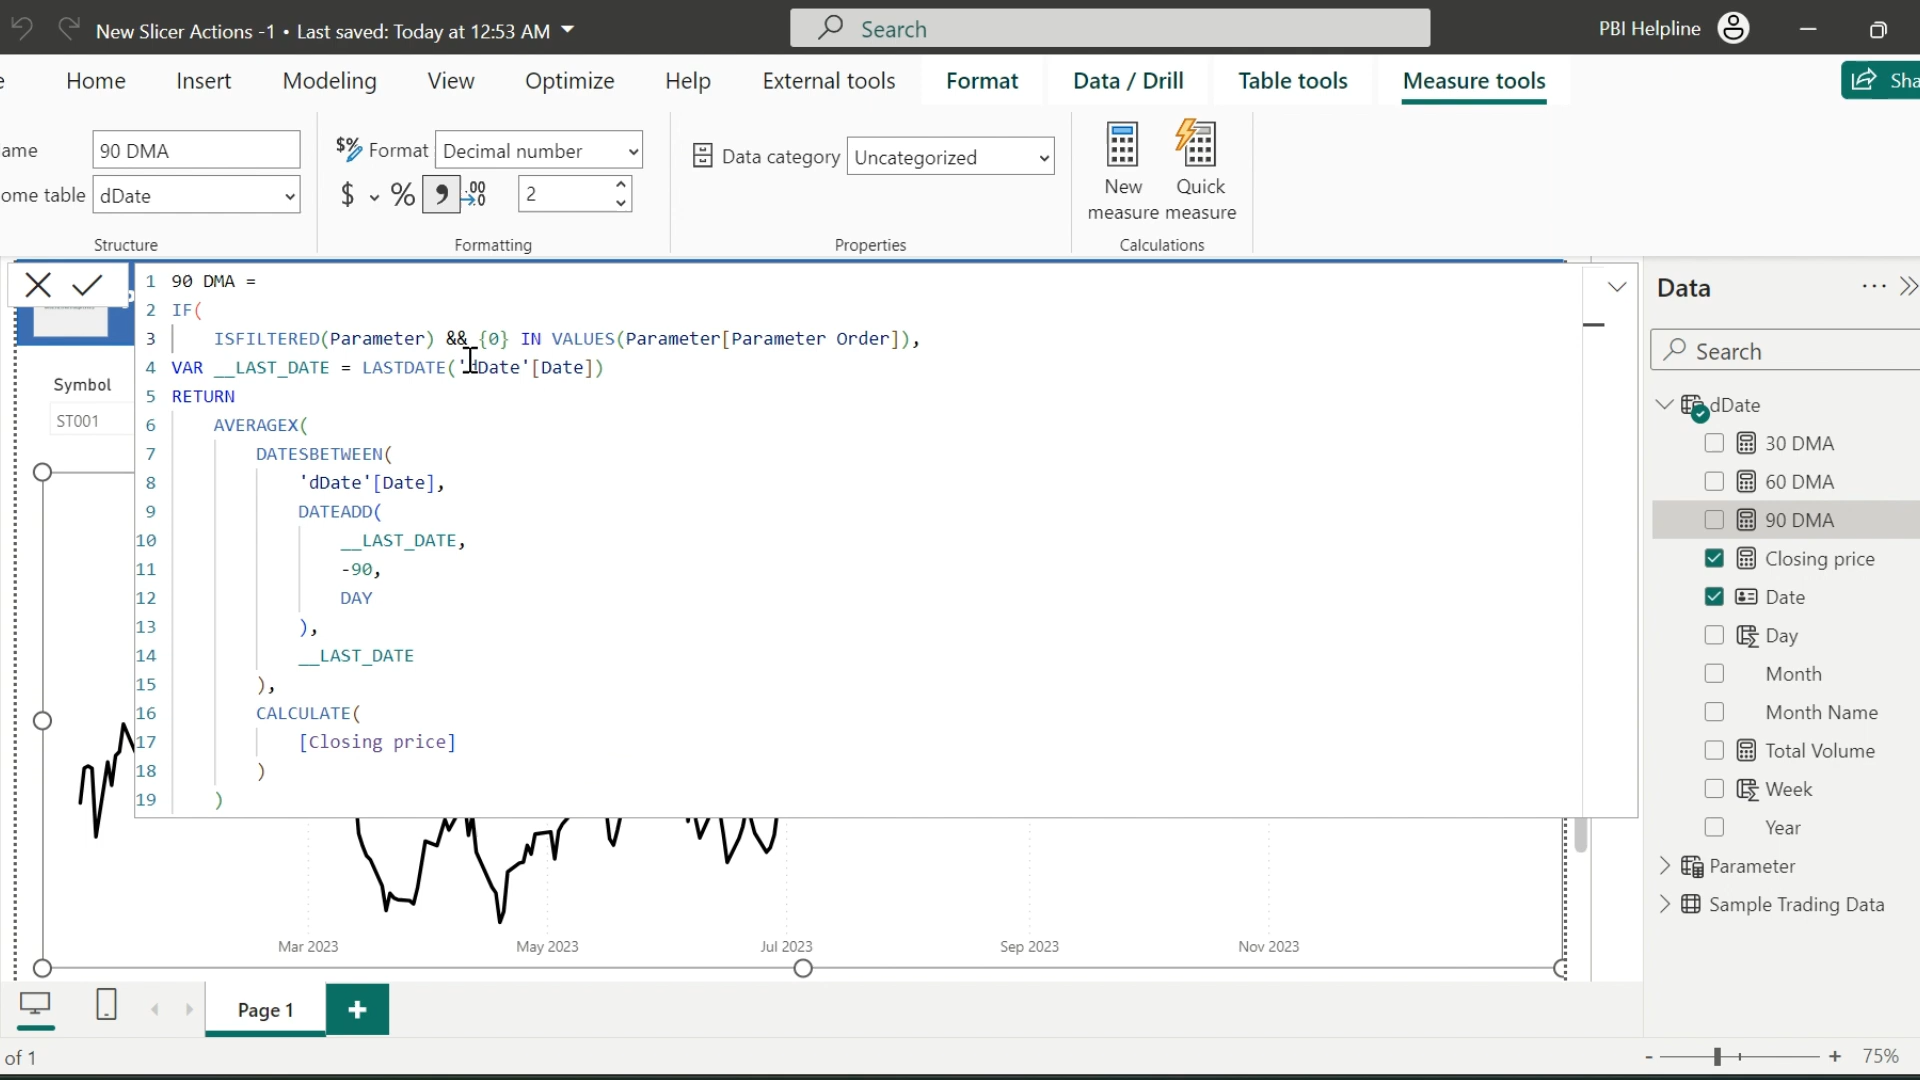 New Slicer Actions -1 • Last saved: Today at 12:53 AM
Search
PBI Helpline
Home
Insert
Modeling
View
Optimize
Help
External tools
Format
Data / Drill
Table tools
Measure tools
Sha
ame
90 DMA
ome table
dDate
Structure
$% Format
Decimal number
$ % , .00 →.0
2
Formatting
Data category
Uncategorized
Properties
New measure
Quick measure
Calculations
1 90 DMA =
2 IF(
3 ISFILTERED(Parameter) && {0} IN VALUES(Parameter[Parameter Order]),
4 VAR __LAST_DATE = LASTDATE('dDate'[Date])
5 RETURN
6 AVERAGEX(
7 DATESBETWEEN(
8 'dDate'[Date],
9 DATEADD(
10 __LAST_DATE,
11 -90,
12 DAY
13 ),
14 __LAST_DATE
15 ),
16 CALCULATE(
17 [Closing price]
18 )
19 )
Symbol
ST001
Mar 2023
May 2023
Jul 2023
Sep 2023
Nov 2023
Data
Search
dDate
30 DMA
60 DMA
90 DMA
Closing price
Date
Day
Month
Month Name
Total Volume
Week
Year
Parameter
Sample Trading Data
Page 1
of 1
- + 75%